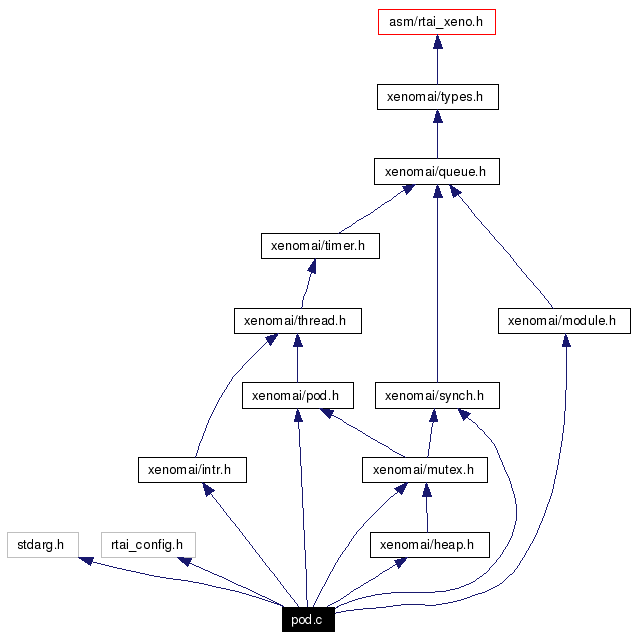 asm/rtai_xeno.h
xenomai/types.h
xenomai/queue.h
xenomai/timer.h
xenomai/thread.h
xenomai/module.h
xenomai/pod.h
xenomai/synch.h
xenomai/intr.h
xenomai/mutex.h
stdarg.h
rtai_config.h
xenomai/heap.h
pod.c